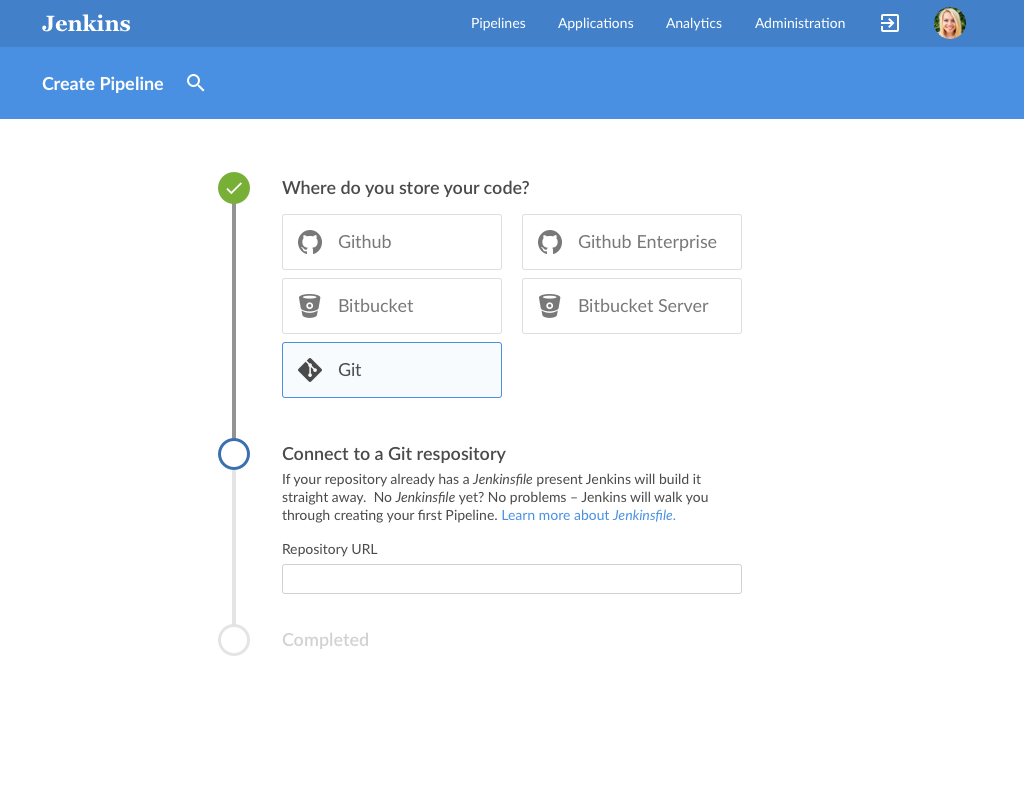 Jenkins
Pipelines
Applications
Analytics
Administration
Create Pipeline
Where do you store your code?
Github
Github Enterprise
Bitbucket
Bitbucket Server
Git
Connect to a Git respository
If your repository already has a Jenkinsfile present Jenkins will build it
straight away.  No Jenkinsfile yet? No problems – Jenkins will walk you
through creating your first Pipeline. Learn more about Jenkinsfile.
Repository URL
Completed